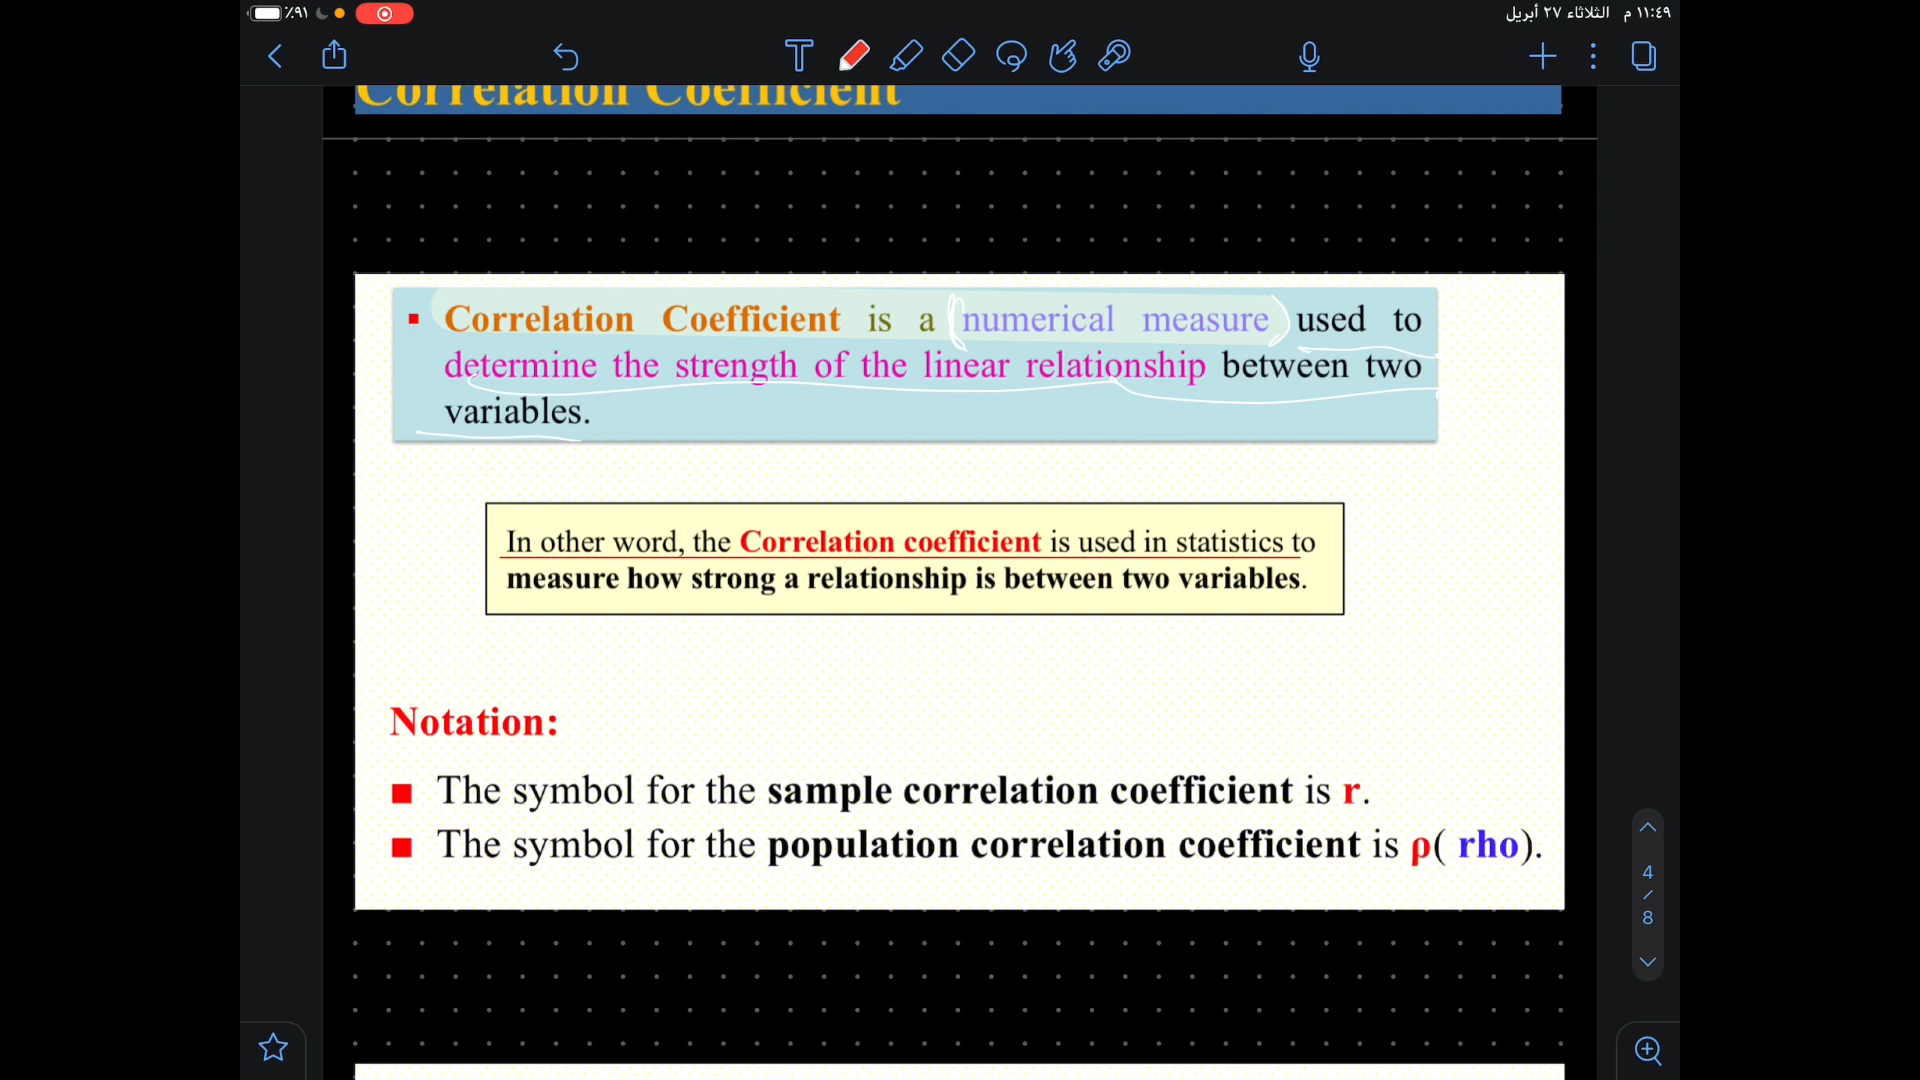 ٪٩١
١١:٤٩ م الثلاثاء ٢٧ أبريل
Correlation Coefficient
Correlation Coefficient is a numerical measure used to
determine the strength of the linear relationship between two
variables.
In other word, the Correlation coefficient is used in statistics to
measure how strong a relationship is between two variables.
Notation:
The symbol for the sample correlation coefficient is r.
The symbol for the population correlation coefficient is ρ( rho).
4
/
8